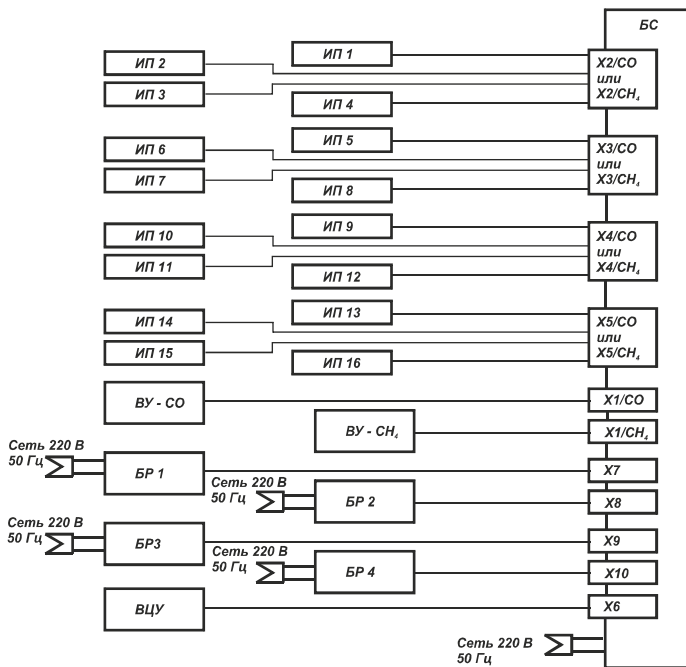 БС
ИП 1
ИП 2
ИП 3
ИП 4
X2/CO
или
X2/CH₄
ИП 5
ИП 6
ИП 7
ИП 8
X3/CO
или
X3/CH₄
ИП 9
ИП 10
ИП 11
ИП 12
X4/CO
или
X4/CH₄
ИП 13
ИП 14
ИП 15
ИП 16
X5/CO
или
X5/CH₄
ВУ - СО
X1/CO
ВУ - CH₄
X1/CH₄
Сеть 220 В
50 Гц
БР 1
X7
Сеть 220 В
50 Гц
БР 2
X8
Сеть 220 В
50 Гц
БР3
X9
Сеть 220 В
50 Гц
БР 4
X10
ВЦУ
X6
Сеть 220 В
50 Гц